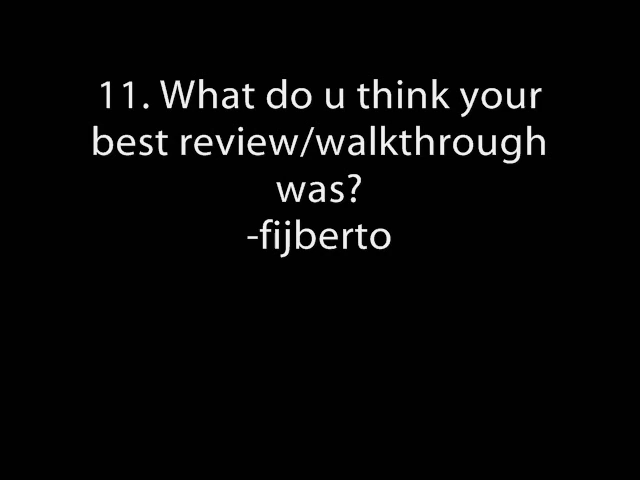 11. What do u think your
best review/walkthrough
was?
-fijberto